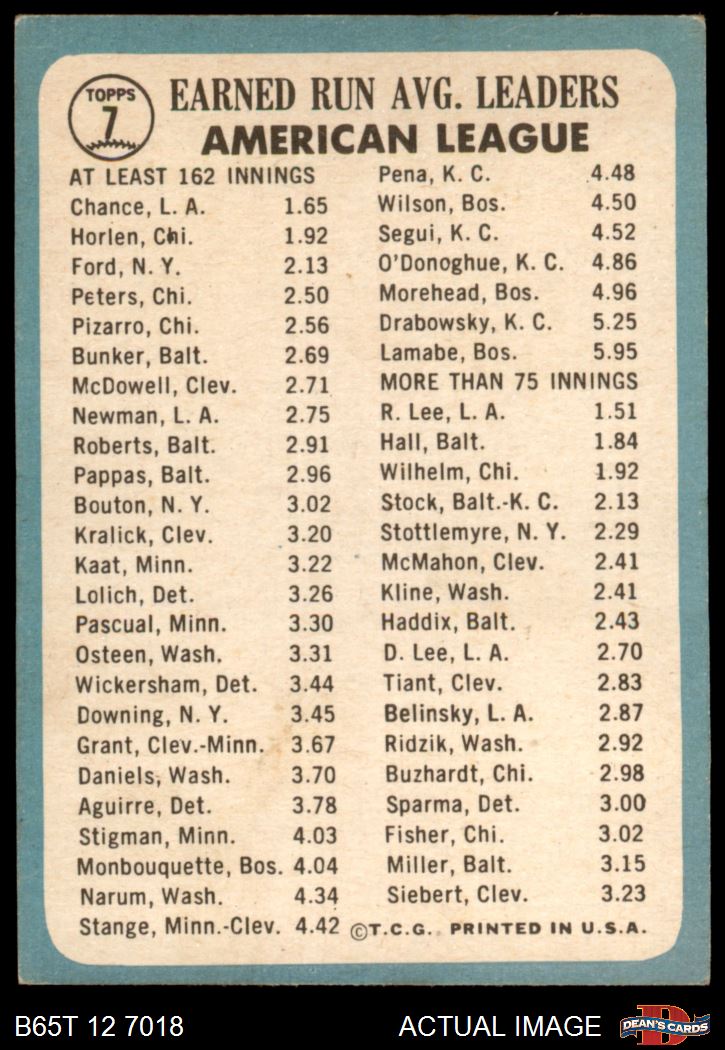 TOPPS
7
EARNED RUN AVG. LEADERS
AMERICAN LEAGUE
AT LEAST 162 INNINGS
Chance, L. A. 1.65
Horlen, Chi. 1.92
Ford, N. Y. 2.13
Peters, Chi. 2.50
Pizarro, Chi. 2.56
Bunker, Balt. 2.69
McDowell, Clev. 2.71
Newman, L. A. 2.75
Roberts, Balt. 2.91
Pappas, Balt. 2.96
Bouton, N. Y. 3.02
Kralick, Clev. 3.20
Kaat, Minn. 3.22
Lolich, Det. 3.26
Pascual, Minn. 3.30
Osteen, Wash. 3.31
Wickersham, Det. 3.44
Downing, N. Y. 3.45
Grant, Clev.-Minn. 3.67
Daniels, Wash. 3.70
Aguirre, Det. 3.78
Stigman, Minn. 4.03
Monbouquette, Bos. 4.04
Narum, Wash. 4.34
Stange, Minn.-Clev. 4.42
Pena, K. C. 4.48
Wilson, Bos. 4.50
Segui, K. C. 4.52
O'Donoghue, K. C. 4.86
Morehead, Bos. 4.96
Drabowsky, K. C. 5.25
Lamabe, Bos. 5.95
MORE THAN 75 INNINGS
R. Lee, L. A. 1.51
Hall, Balt. 1.84
Wilhelm, Chi. 1.92
Stock, Balt.-K. C. 2.13
Stottlemyre, N. Y. 2.29
McMahon, Clev. 2.41
Kline, Wash. 2.41
Haddix, Balt. 2.43
D. Lee, L. A. 2.70
Tiant, Clev. 2.83
Belinsky, L. A. 2.87
Ridzik, Wash. 2.92
Buzhardt, Chi. 2.98
Sparma, Det. 3.00
Fisher, Chi. 3.02
Miller, Balt. 3.15
Siebert, Clev. 3.23
©T.C.G. PRINTED IN U.S.A.
B65T 12 7018 ACTUAL IMAGE
D
DEAN'S CARDS